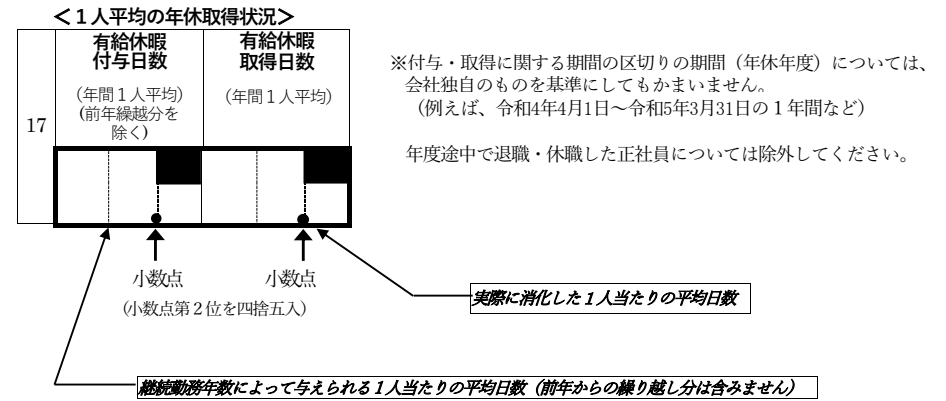 ＜１人平均の年休取得状況＞
有給休暇
付与日数
（年間１人平均）
(前年繰越分を
除く)
有給休暇
取得日数
（年間１人平均）
17
※付与・取得に関する期間の区切りの期間（年休年度）については、
会社独自のものを基準にしてもかまいません。
（例えば、令和4年4月1日～令和5年3月31日の１年間など）
年度途中で退職・休職した正社員については除外してください。
小数点
小数点
（小数点第２位を四捨五入）
実際に消化した１人当たりの平均日数
継続勤務年数によって与えられる１人当たりの平均日数（前年からの繰り越し分は含みません）